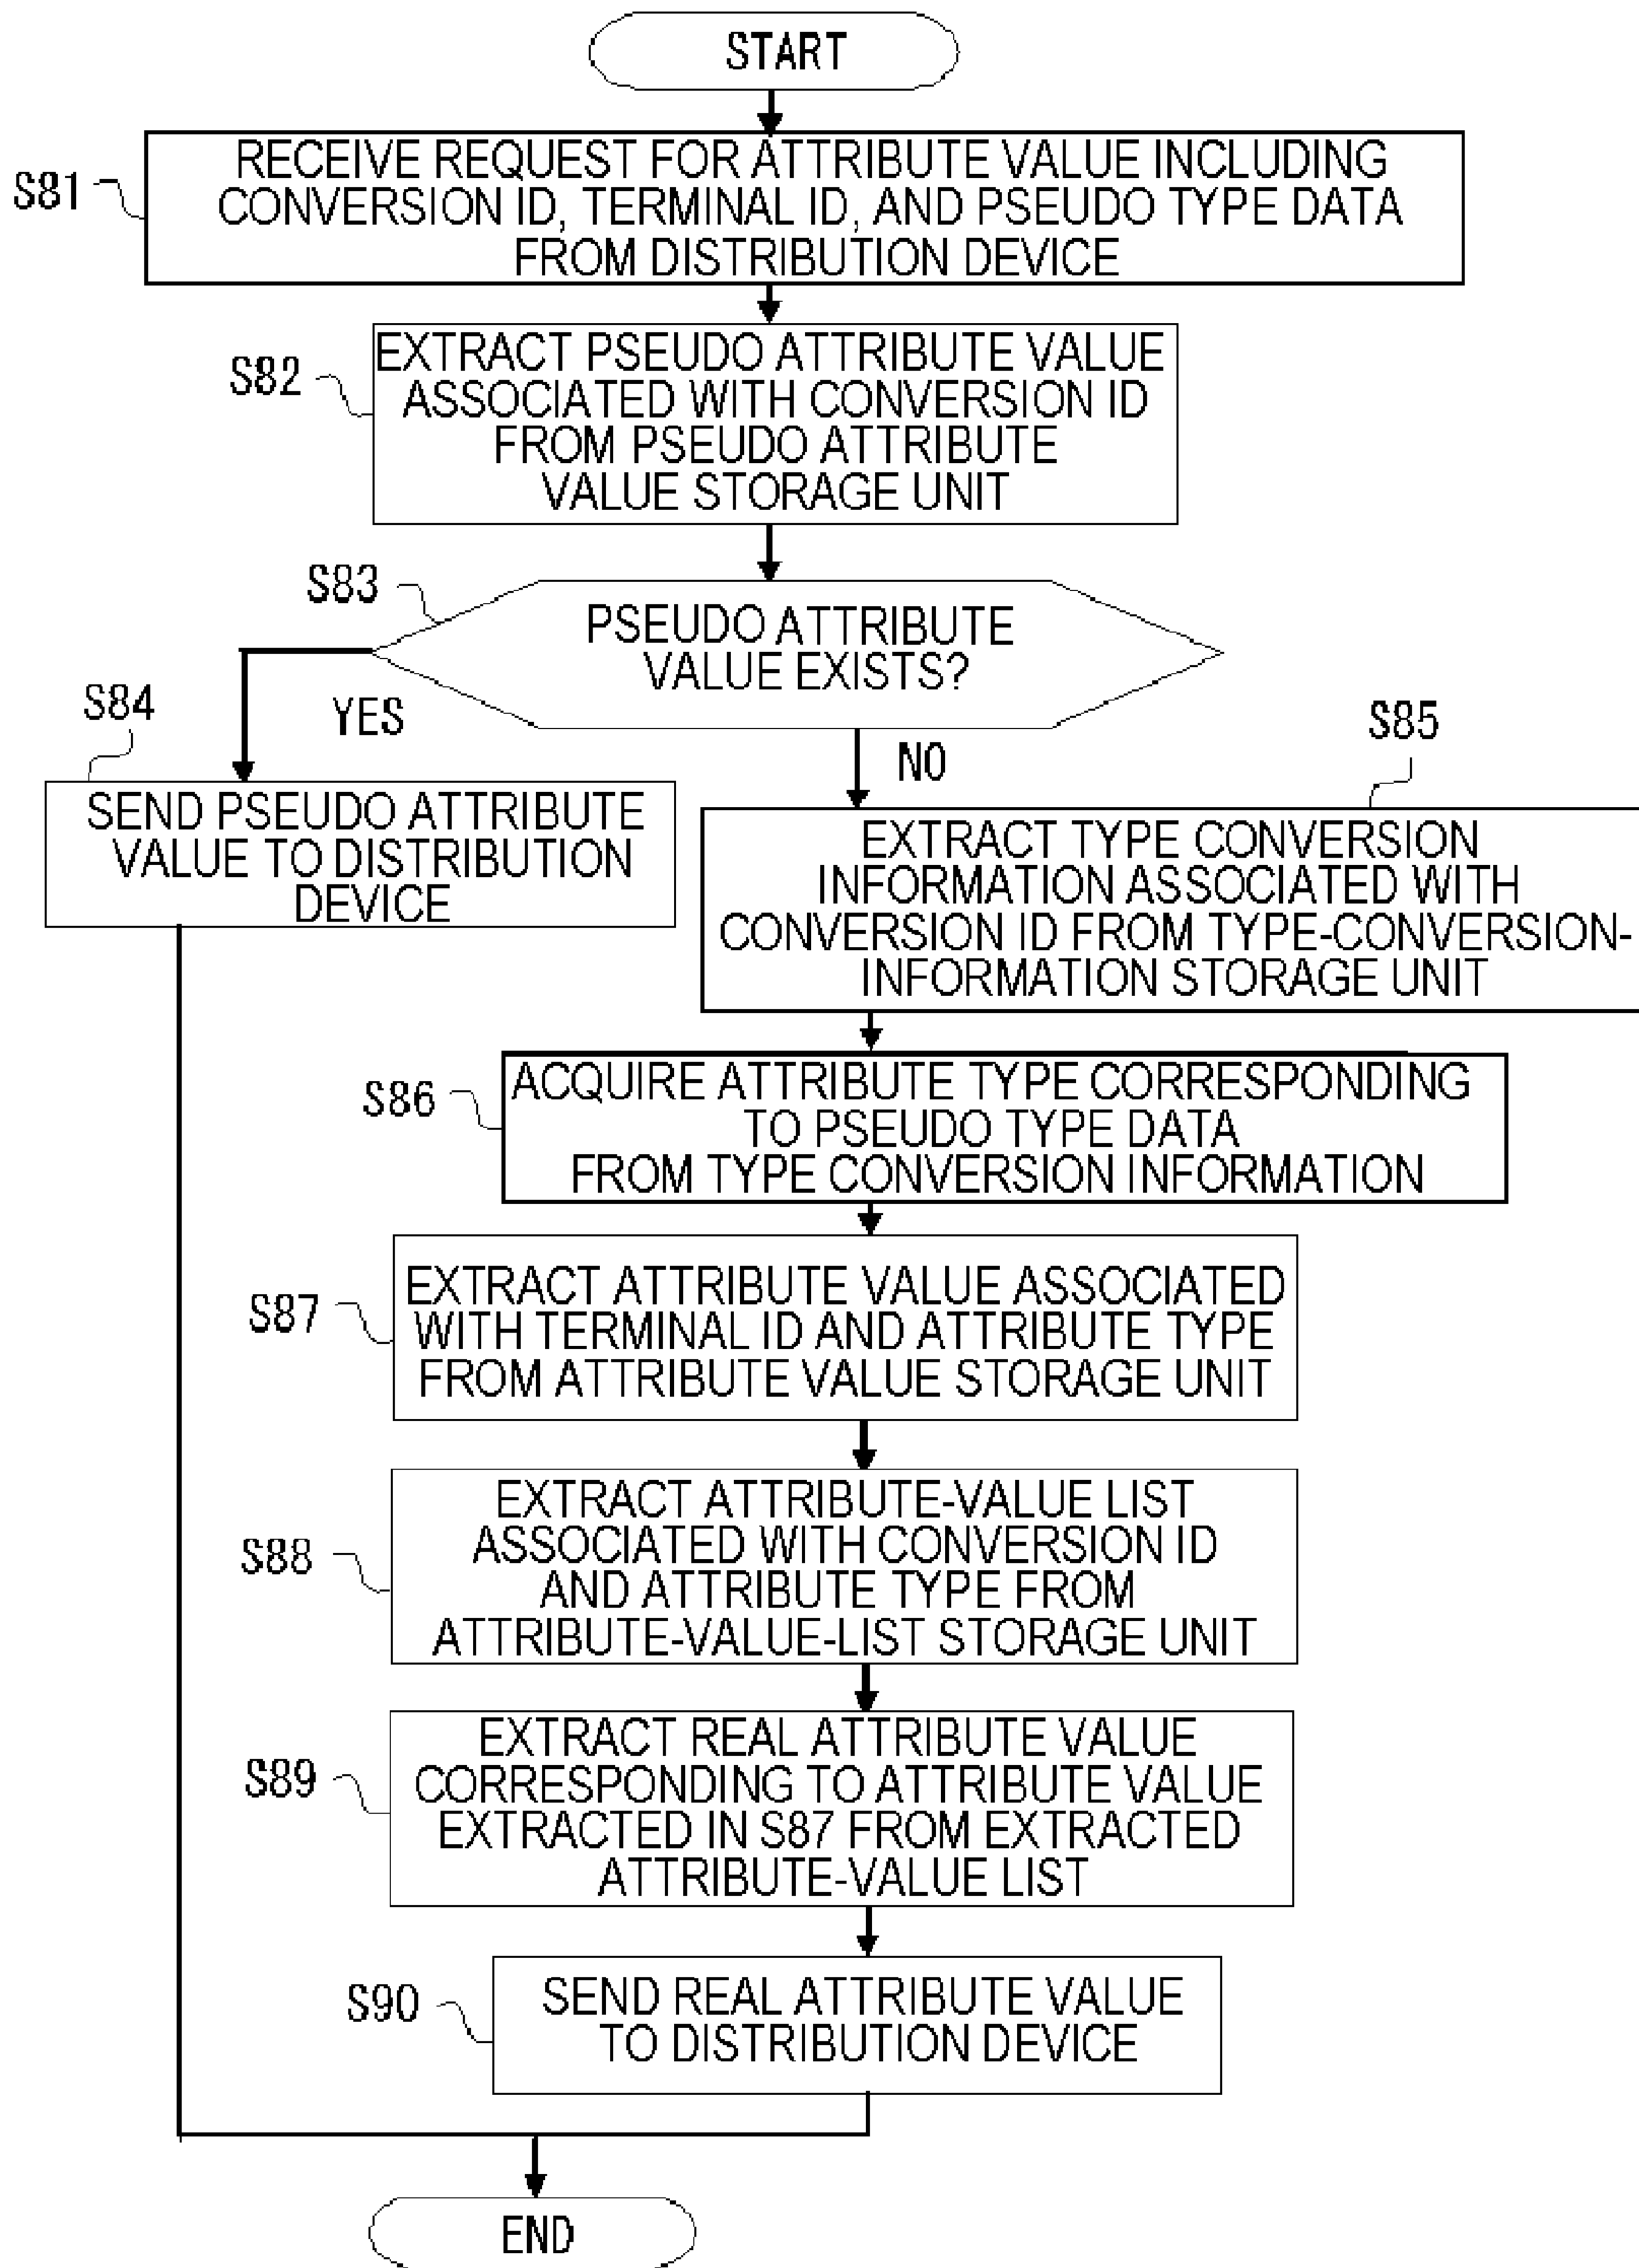 START
S81
RECEIVE REQUEST FOR ATTRIBUTE VALUE INCLUDING
CONVERSION ID, TERMINAL ID, AND PSEUDO TYPE DATA
FROM DISTRIBUTION DEVICE
S82
EXTRACT PSEUDO ATTRIBUTE VALUE
ASSOCIATED WITH CONVERSION ID
FROM PSEUDO ATTRIBUTE
VALUE STORAGE UNIT
S83
PSEUDO ATTRIBUTE
VALUE EXISTS?
YES
NO
S84
SEND PSEUDO ATTRIBUTE
VALUE TO DISTRIBUTION
DEVICE
S85
EXTRACT TYPE CONVERSION
INFORMATION ASSOCIATED WITH
CONVERSION ID FROM TYPE-CONVERSION-
INFORMATION STORAGE UNIT
S86
ACQUIRE ATTRIBUTE TYPE CORRESPONDING
TO PSEUDO TYPE DATA
FROM TYPE CONVERSION INFORMATION
S87
EXTRACT ATTRIBUTE VALUE ASSOCIATED
WITH TERMINAL ID AND ATTRIBUTE TYPE
FROM ATTRIBUTE VALUE STORAGE UNIT
S88
EXTRACT ATTRIBUTE-VALUE LIST
ASSOCIATED WITH CONVERSION ID
AND ATTRIBUTE TYPE FROM
ATTRIBUTE-VALUE-LIST STORAGE UNIT
S89
EXTRACT REAL ATTRIBUTE VALUE
CORRESPONDING TO ATTRIBUTE VALUE
EXTRACTED IN S87 FROM EXTRACTED
ATTRIBUTE-VALUE LIST
S90
SEND REAL ATTRIBUTE VALUE
TO DISTRIBUTION DEVICE
END